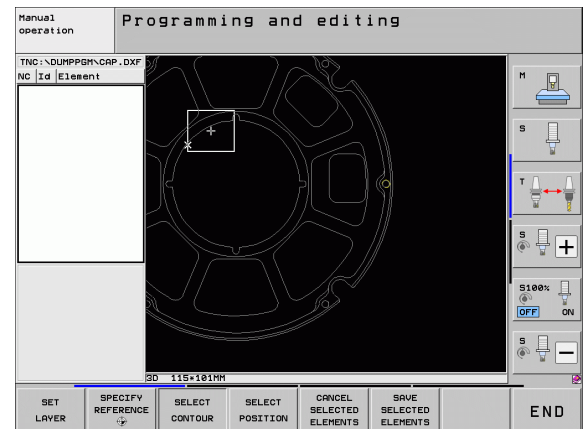 Manual
operation
Programming and editing
TNC:\DUMPPGM\CAP.DXF
NC Id Element
M
S
T
S
S100%
OFF ON
S
3D 115*101MM
SET
LAYER
SPECIFY
REFERENCE
SELECT
CONTOUR
SELECT
POSITION
CANCEL
SELECTED
ELEMENTS
SAVE
SELECTED
ELEMENTS
END